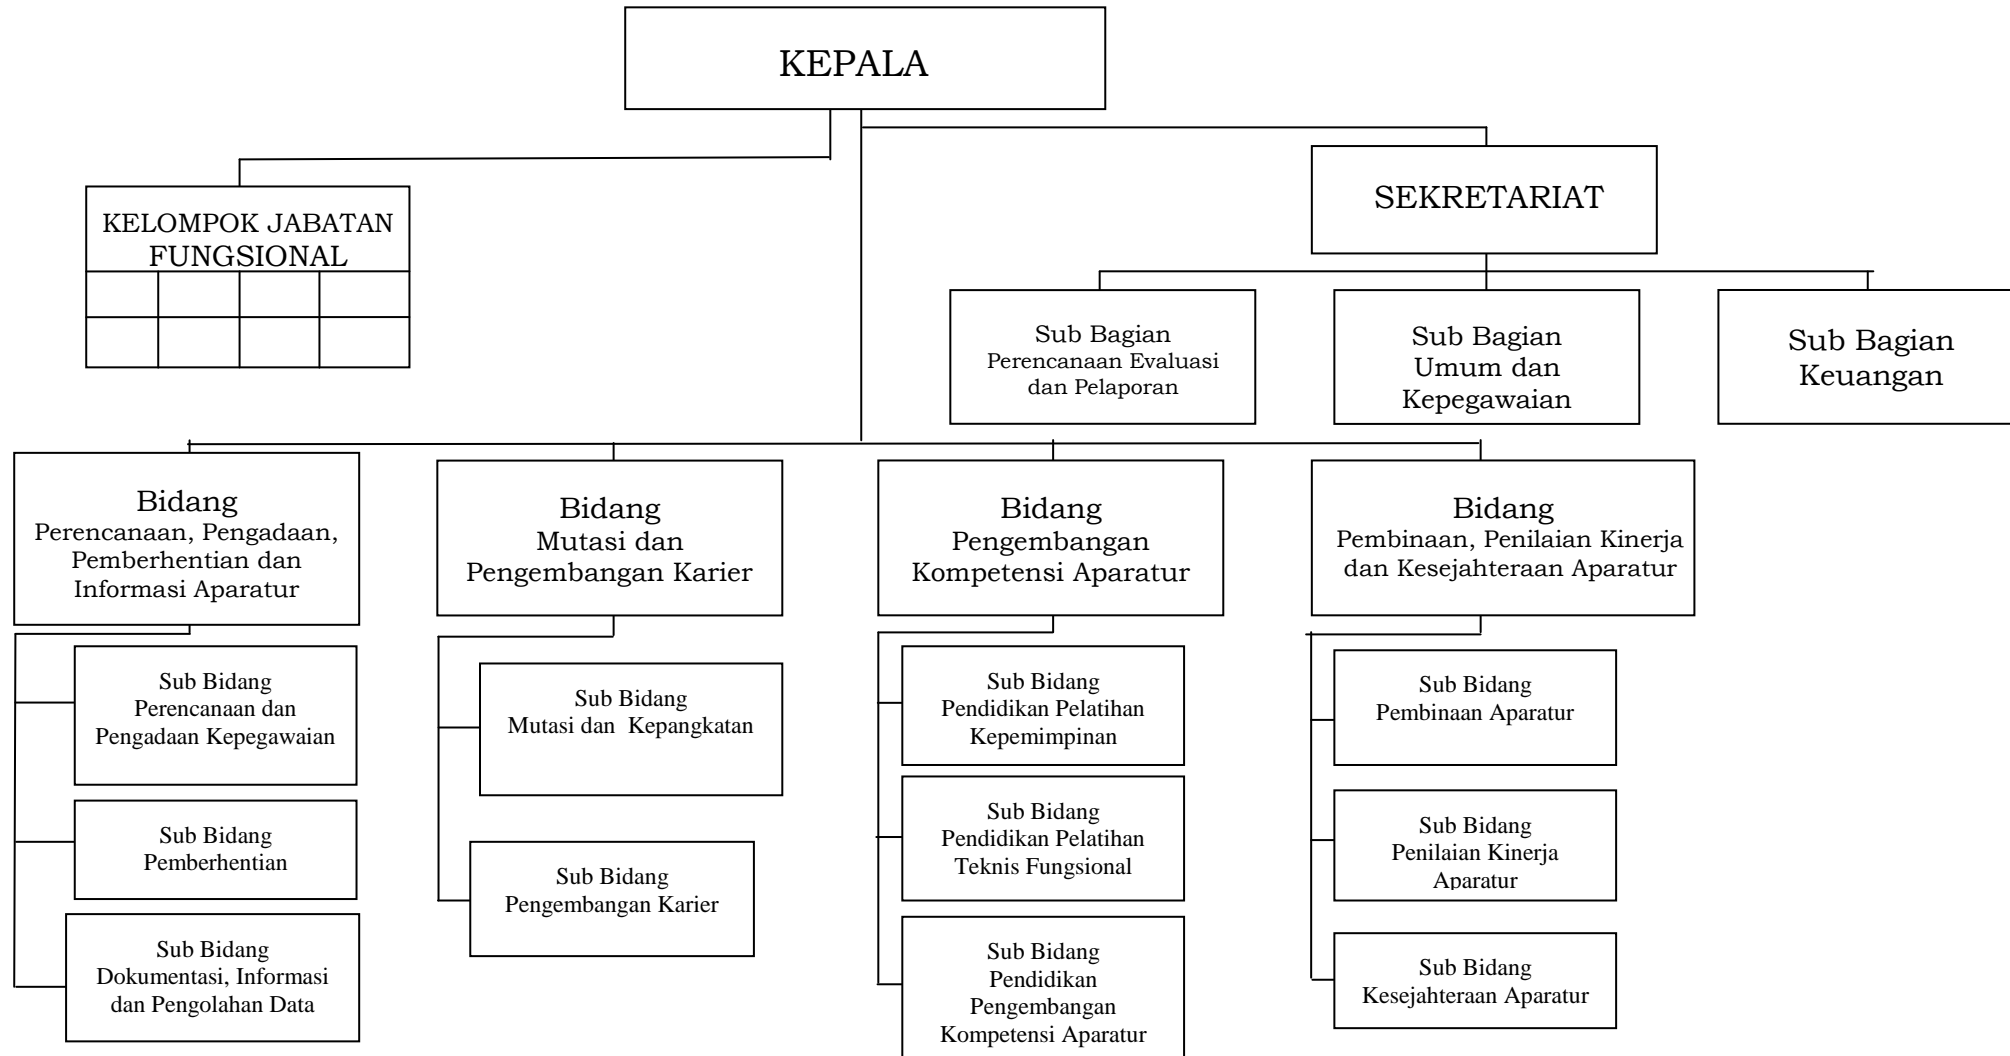 KEPALA
SEKRETARIAT
KELOMPOK JABATAN
FUNGSIONAL
Sub Bagian
Perencanaan Evaluasi
dan Pelaporan
Sub Bagian
Umum dan
Kepegawaian
Sub Bagian
Keuangan
Bidang
Perencanaan, Pengadaan,
Pemberhentian dan
Informasi Aparatur
Bidang
Mutasi dan
Pengembangan Karier
Bidang
Pengembangan
Kompetensi Aparatur
Bidang
Pembinaan, Penilaian Kinerja
dan Kesejahteraan Aparatur
Sub Bidang
Perencanaan dan
Pengadaan Kepegawaian
Sub Bidang
Pemberhentian
Sub Bidang
Dokumentasi, Informasi
dan Pengolahan Data
Sub Bidang
Mutasi dan Kepangkatan
Sub Bidang
Pengembangan Karier
Sub Bidang
Pendidikan Pelatihan
Kepemimpinan
Sub Bidang
Pendidikan Pelatihan
Teknis Fungsional
Sub Bidang
Pendidikan
Pengembangan
Kompetensi Aparatur
Sub Bidang
Pembinaan Aparatur
Sub Bidang
Penilaian Kinerja
Aparatur
Sub Bidang
Kesejahteraan Aparatur